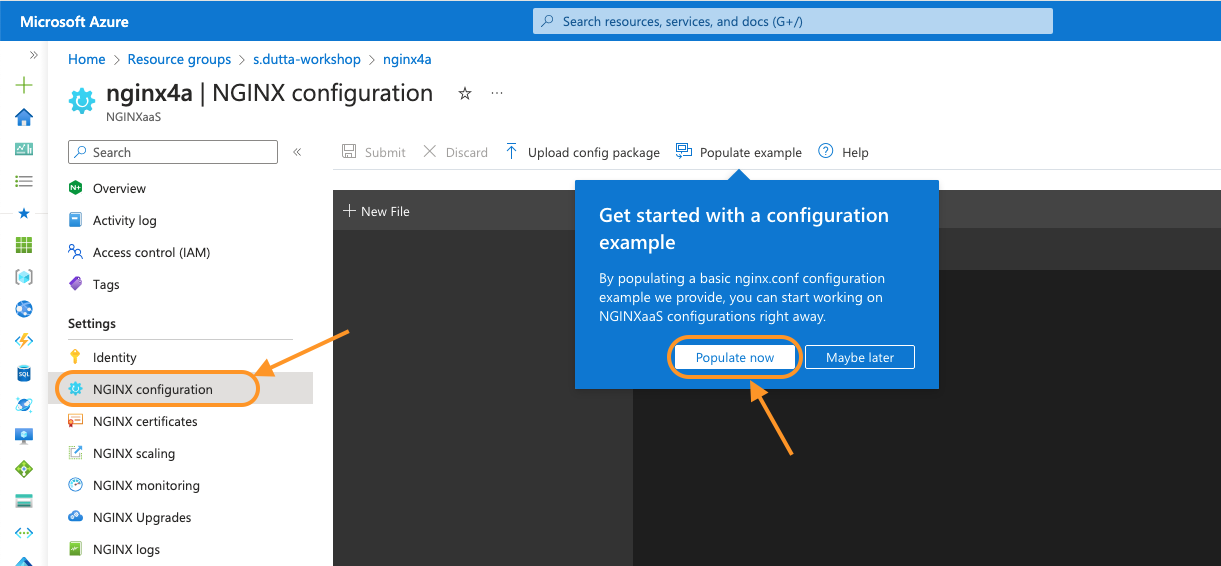 Microsoft Azure
Search resources, services, and docs (G+/)
Home > Resource groups > s.dutta-workshop > nginx4a
nginx4a | NGINX configuration
NGINXaaS
Search
Submit
Discard
Upload config package
Populate example
Help
Overview
Activity log
Access control (IAM)
Tags
Settings
Identity
NGINX configuration
NGINX certificates
NGINX scaling
NGINX monitoring
NGINX Upgrades
NGINX logs
New File
Get started with a configuration
example
By populating a basic nginx.conf configuration
example we provide, you can start working on
NGINXaaS configurations right away.
Populate now
Maybe later